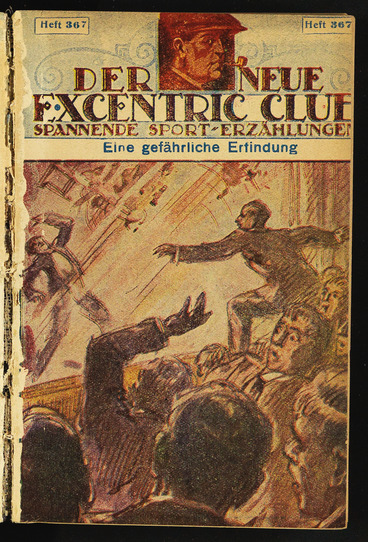 Heft 367
Heft 367
DER NEUE
EXCENTRIC CLUB
SPANNENDE SPORT-ERZÄHLUNGEN
Eine gefährliche Erfindung